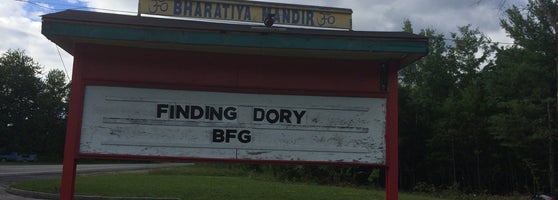 ॐ BHARATIYA MANDIR ॐ
FINDING DORY
BFG